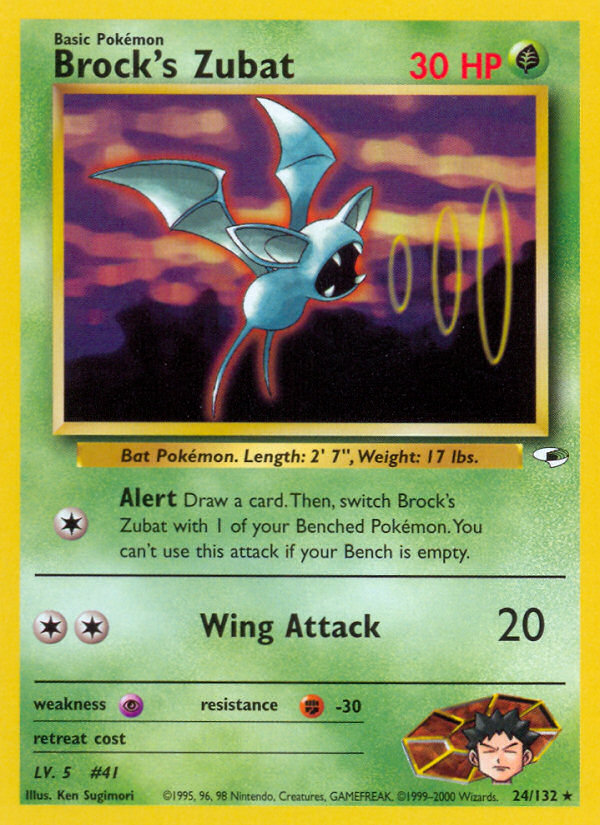 Basic Pokémon
Brock's Zubat 30 HP
Bat Pokémon. Length: 2' 7", Weight: 17 lbs.
Alert Draw a card. Then, switch Brock's
Zubat with 1 of your Benched Pokémon. You
can't use this attack if your Bench is empty.
Wing Attack 20
weakness resistance -30
retreat cost
LV. 5 #41
Illus. Ken Sugimori ©1995, 96, 98 Nintendo, Creatures, GAMEFREAK. ©1999-2000 Wizards. 24/132 ★